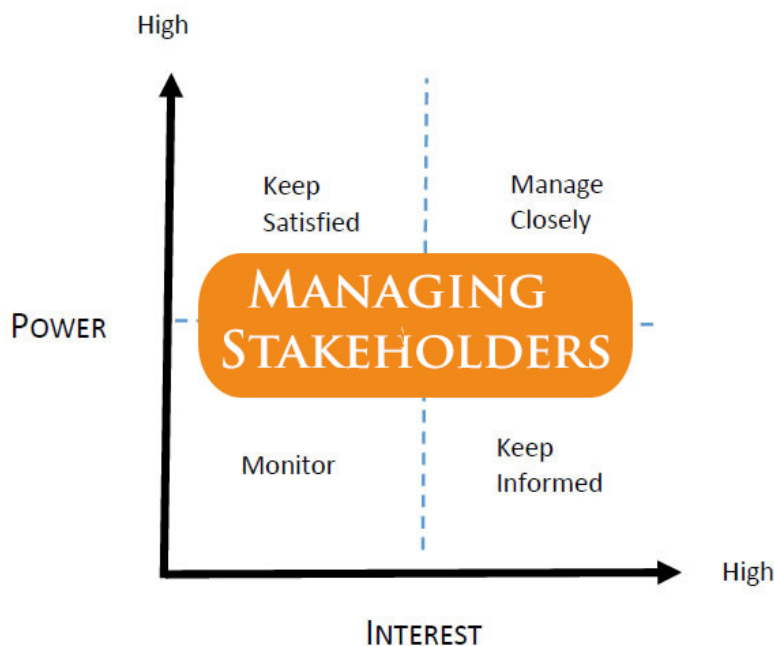 High
Keep
Satisfied
Manage
Closely
MANAGING
STAKEHOLDERS
POWER
Monitor
Keep
Informed
High
INTEREST